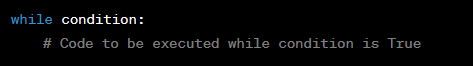 while condition:
    # Code to be executed while condition is True